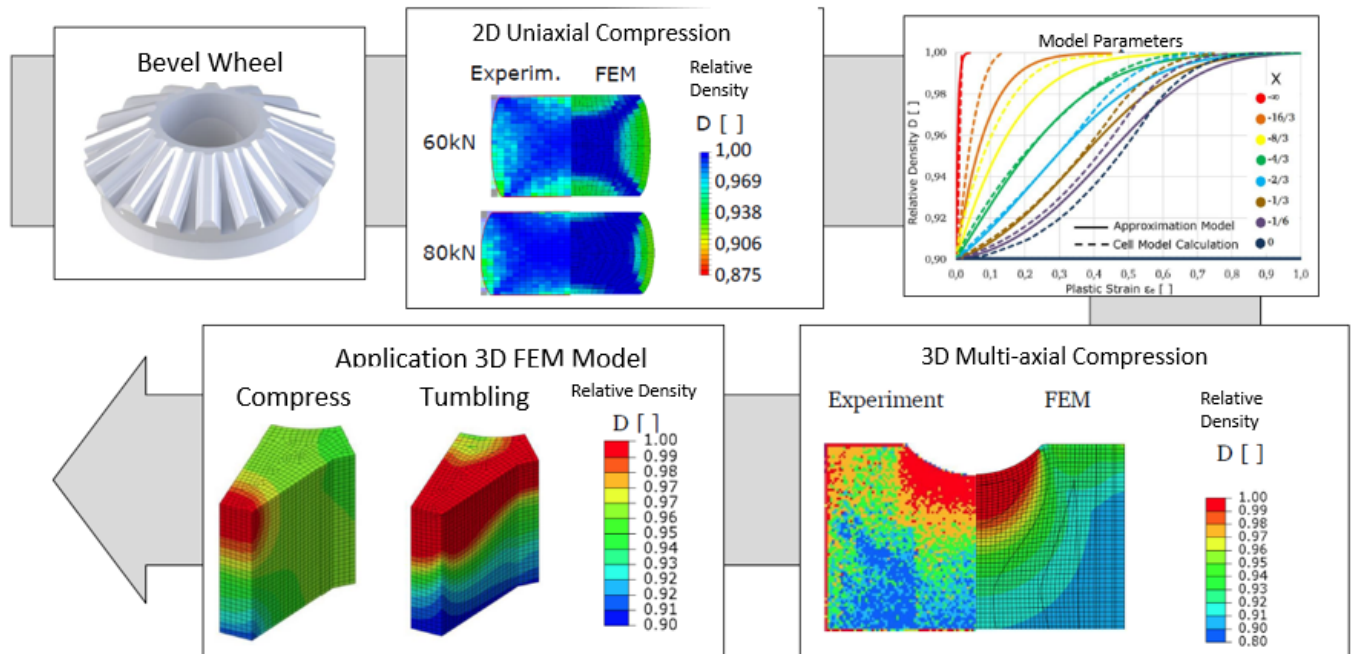 Bevel Wheel
2D Uniaxial Compression
Experim. FEM
Relative
Density
D [ ]
60kN
80kN
1,00
0,969
0,938
0,906
0,875
Model Parameters
Relative Density D [ ]
1,00
0,98
0,96
0,94
0,92
0,90
X
-∞
-16/3
-8/3
-4/3
-2/3
-1/3
-1/6
0
Approximation Model
Cell Model Calculation
0,0 0,1 0,2 0,3 0,4 0,5 0,6 0,7 0,8 0,9 1,0
Plastic Strain εe [ ]
Application 3D FEM Model
Compress Tumbling
Relative Density
D [ ]
1.00
0.99
0.98
0.97
0.97
0.96
0.95
0.94
0.93
0.92
0.92
0.91
0.90
3D Multi-axial Compression
Experiment FEM
Relative
Density
D [ ]
1.00
0.99
0.98
0.96
0.95
0.94
0.93
0.92
0.91
0.90
0.80